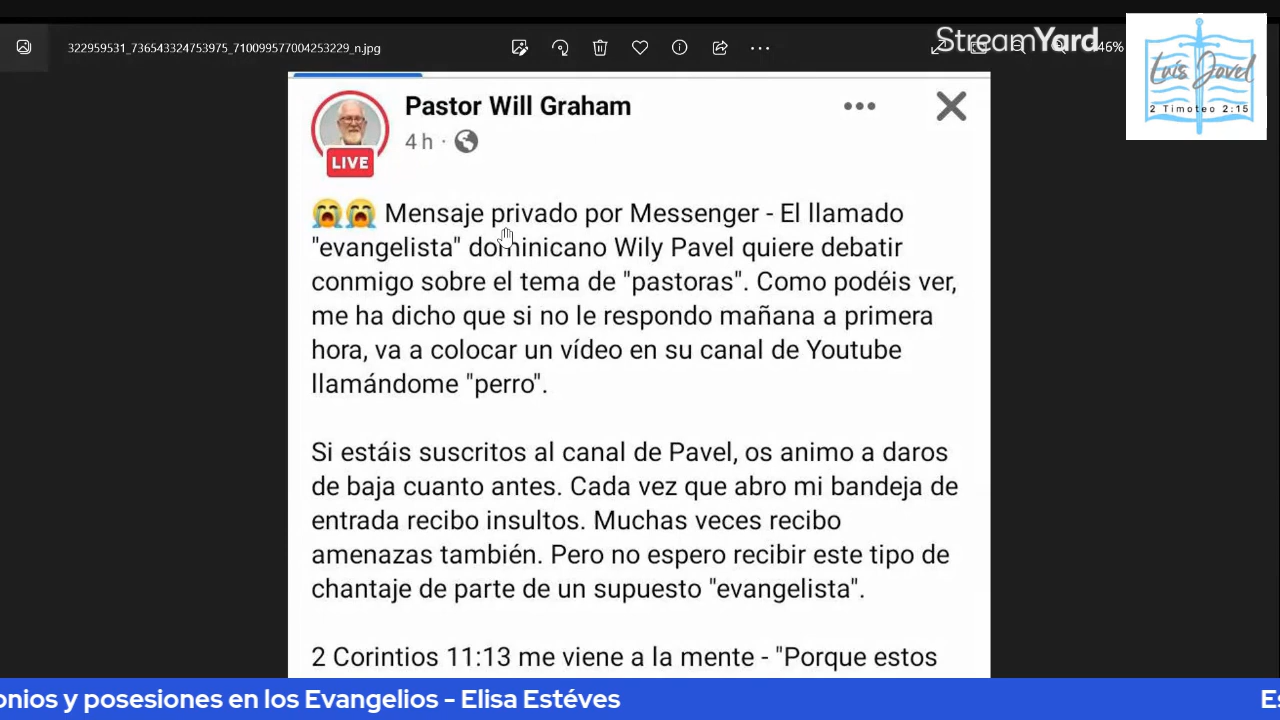 322959531_736543324753975_710099577004253229_n.jpg
StreamYard
46%
Luis Jovel
2 Timoteo 2:15
Pastor Will Graham
4 h ·
LIVE
😭😭 Mensaje privado por Messenger - El llamado
"evangelista" dominicano Wily Pavel quiere debatir
conmigo sobre el tema de "pastoras". Como podéis ver,
me ha dicho que si no le respondo mañana a primera
hora, va a colocar un vídeo en su canal de Youtube
llamándome "perro".
Si estáis suscritos al canal de Pavel, os animo a daros
de baja cuanto antes. Cada vez que abro mi bandeja de
entrada recibo insultos. Muchas veces recibo
amenazas también. Pero no espero recibir este tipo de
chantaje de parte de un supuesto "evangelista".
2 Corintios 11:13 me viene a la mente - "Porque estos
onios y posesiones en los Evangelios - Elisa Estéves
Es